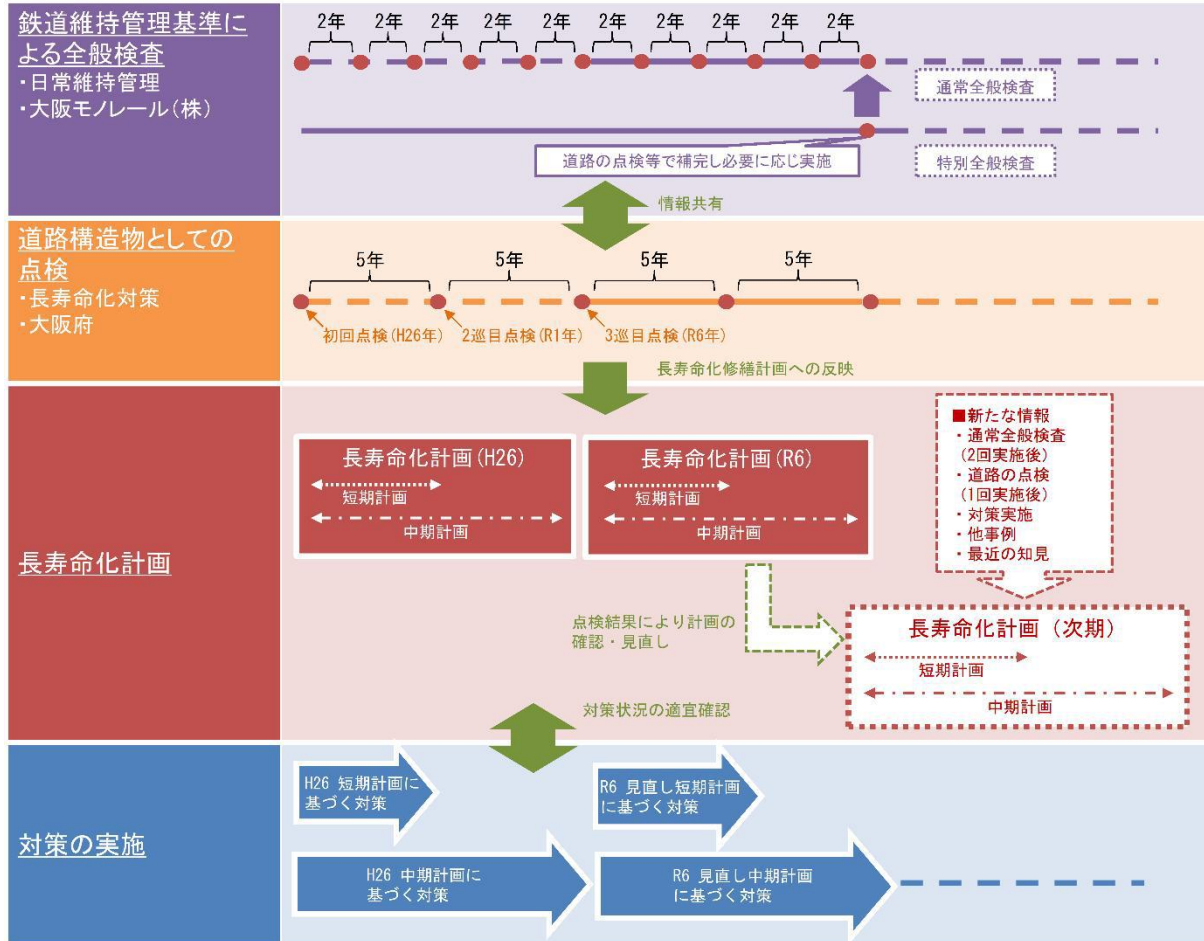 鉄道維持管理基準に
よる全般検査
・日常維持管理
・大阪モノレール(株)
2年 2年 2年 2年 2年 2年 2年 2年 2年 2年
通常全般検査
道路の点検等で補完し必要に応じ実施
特別全般検査
情報共有
道路構造物としての
点検
・長寿命化対策
・大阪府
5年 5年 5年 5年
初回点検(H26年) 2巡目点検(R1年) 3巡目点検(R6年)
長寿命化修繕計画への反映
長寿命化計画
長寿命化計画(H26)
短期計画
中期計画
長寿命化計画(R6)
短期計画
中期計画
■新たな情報
・通常全般検査
(2回実施後)
・道路の点検
(1回実施後)
・対策実施
・他事例
・最近の知見
点検結果により計画の
確認・見直し
長寿命化計画(次期)
短期計画
中期計画
対策状況の適宜確認
対策の実施
H26 短期計画に
基づく対策
R6 見直し短期計画
に基づく対策
H26 中期計画に
基づく対策
R6 見直し中期計画
に基づく対策